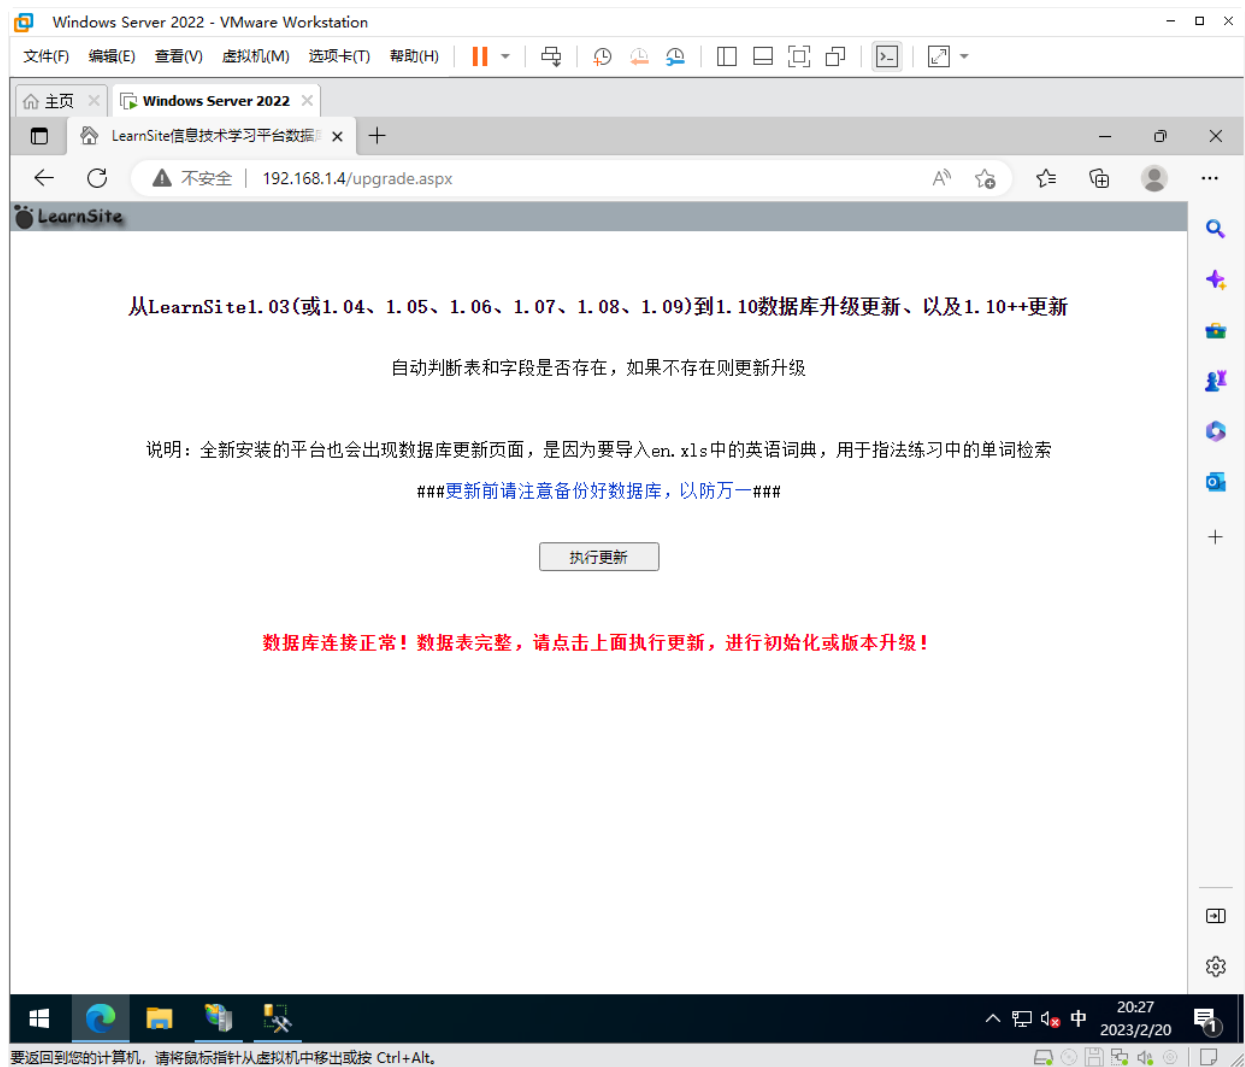 Windows Server 2022 - VMware Workstation
文件(F) 编辑(E) 查看(V) 虚拟机(M) 选项卡(T) 帮助(H)
主页 Windows Server 2022
LearnSite信息技术学习平台数据
不安全 192.168.1.4/upgrade.aspx
LearnSite
从LearnSite1.03(或1.04、1.05、1.06、1.07、1.08、1.09)到1.10数据库升级更新、以及1.10++更新
自动判断表和字段是否存在，如果不存在则更新升级
说明：全新安装的平台也会出现数据库更新页面，是因为要导入en.xls中的英语词典，用于指法练习中的单词检索
###更新前请注意备份好数据库，以防万一###
执行更新
数据库连接正常！数据表完整，请点击上面执行更新，进行初始化或版本升级！
中 20:27
2023/2/20 1
要返回到您的计算机，请将鼠标指针从虚拟机中移出或按 Ctrl+Alt。